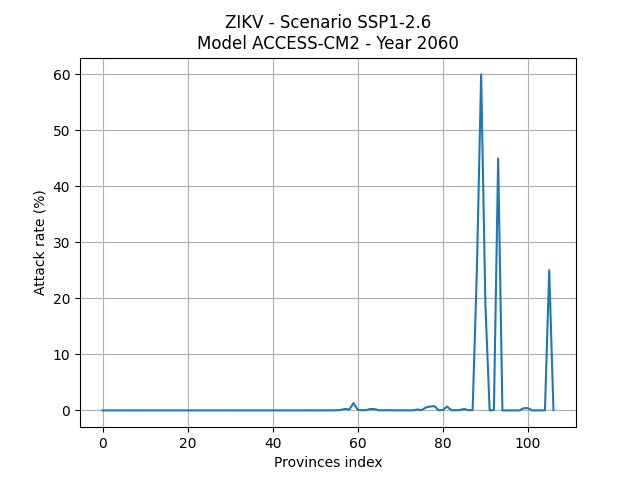 ZIKV - Scenario SSP1-2.6
Model ACCESS-CM2 - Year 2060
60
50
40
30
20
10
0
Attack rate (%)
0 20 40 60 80 100
Provinces index